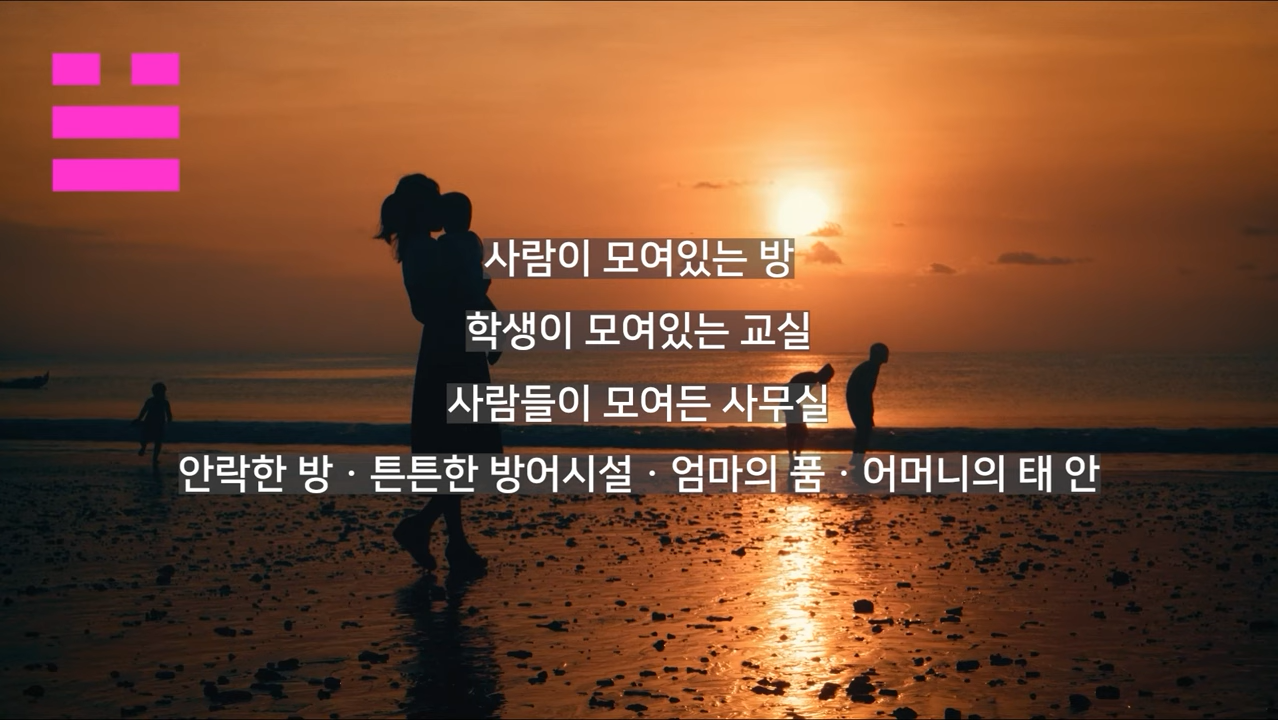 사람이 모여있는 방
학생이 모여있는 교실
사람들이 모여든 사무실
안락한 방 · 튼튼한 방어시설 · 엄마의 품 · 어머니의 태 안